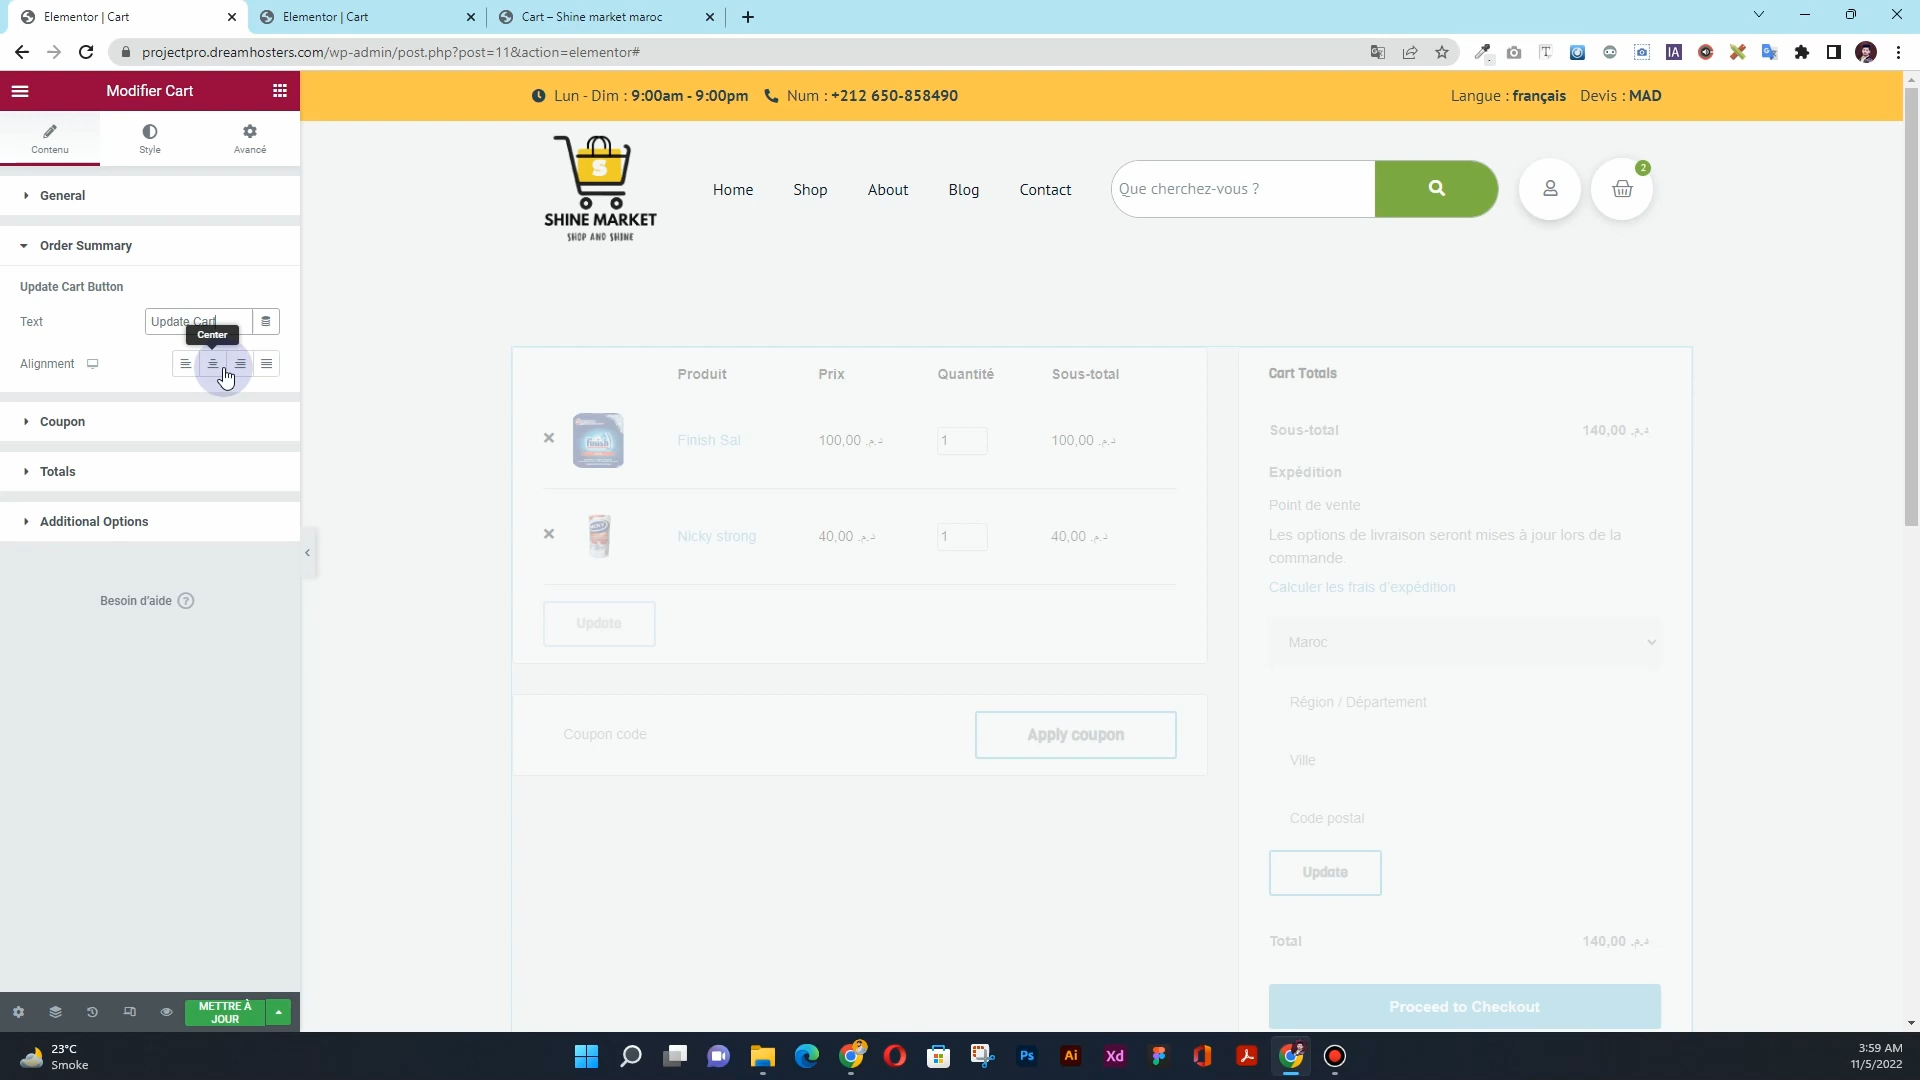 Elementor | Cart
Elementor | Cart
Cart – Shine market maroc
projectpro.dreamhosters.com/wp-admin/post.php?post=11&action=elementor#
Modifier Cart
Contenu
Style
Avancé
General
Order Summary
Update Cart Button
Text
Update Cart
Center
Alignment
Coupon
Totals
Additional Options
Besoin d'aide ?
METTRE À
JOUR
Lun - Dim : 9:00am - 9:00pm
Num : +212 650-858490
Langue : français
Devis : MAD
S
SHINE MARKET
SHOP AND SHINE
Home
Shop
About
Blog
Contact
Que cherchez-vous ?
2
Produit
Prix
Quantité
Sous-total
Finish Sal
100,00 د.م.
1
100,00 د.م.
Nicky strong
40,00 د.م.
1
40,00 د.م.
Update
Coupon code
Apply coupon
Cart Totals
Sous-total
140,00 د.م.
Expédition
Point de vente
Les options de livraison seront mises à jour lors de la
commande.
Calculer les frais d'expédition
Maroc
Région / Département
Ville
Code postal
Update
Total
140,00 د.م.
Proceed to Checkout
23°C
Smoke
Ps
Ai
Xd
3:59 AM
11/5/2022